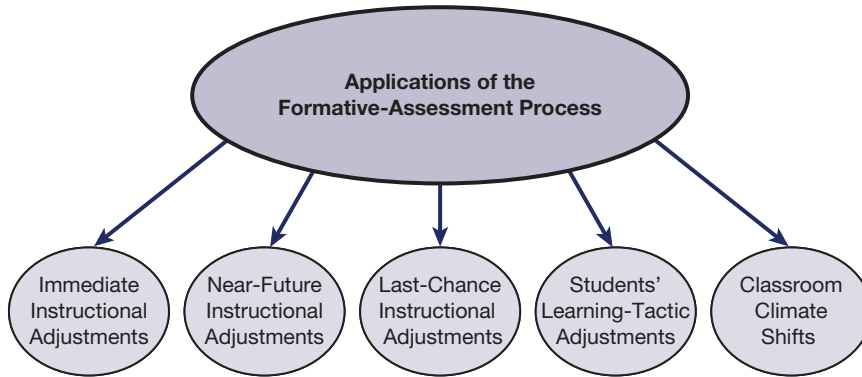 Applications of the
Formative-Assessment Process
Immediate
Instructional
Adjustments
Near-Future
Instructional
Adjustments
Last-Chance
Instructional
Adjustments
Students’
Learning-Tactic
Adjustments
Classroom
Climate
Shifts